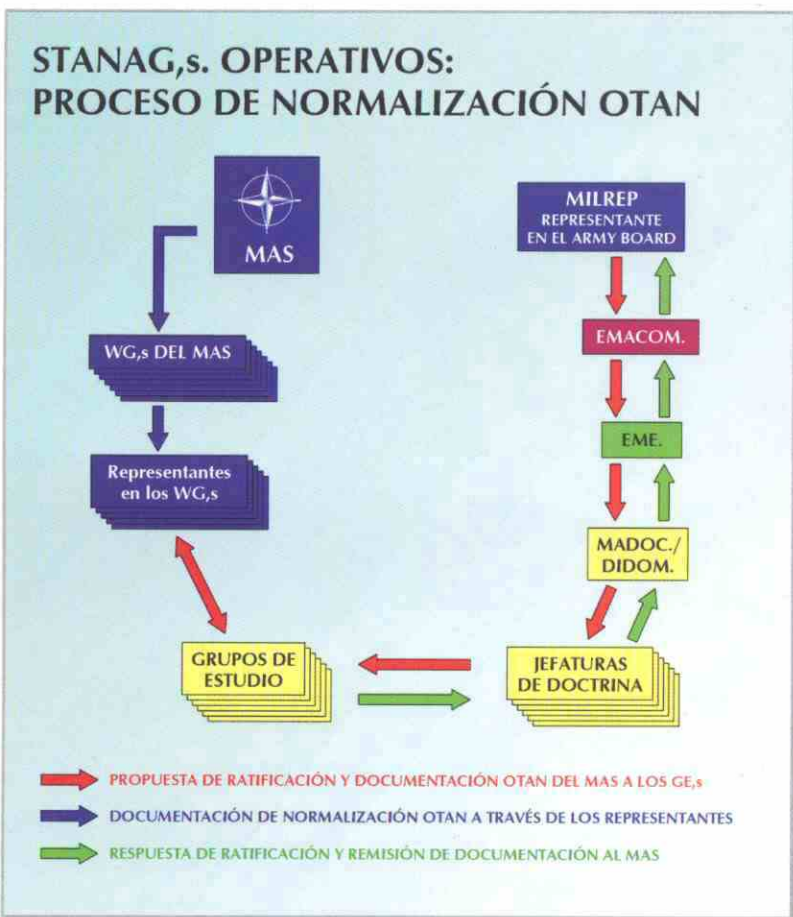 STANAG,s. OPERATIVOS:
PROCESO DE NORMALIZACIÓN OTAN
MAS
MILREP
REPRESENTANTE
EN EL ARMY BOARD
WG,s DEL MAS
EMACOM.
Representantes
en los WG,s
EME.
MADOC./
DIDOM.
GRUPOS DE
ESTUDIO
JEFATURAS
DE DOCTRINA
PROPUESTA DE RATIFICACIÓN Y DOCUMENTACIÓN OTAN DEL MAS A LOS GE,s
DOCUMENTACIÓN DE NORMALIZACIÓN OTAN A TRAVÉS DE LOS REPRESENTANTES
RESPUESTA DE RATIFICACIÓN Y REMISIÓN DE DOCUMENTACIÓN AL MAS